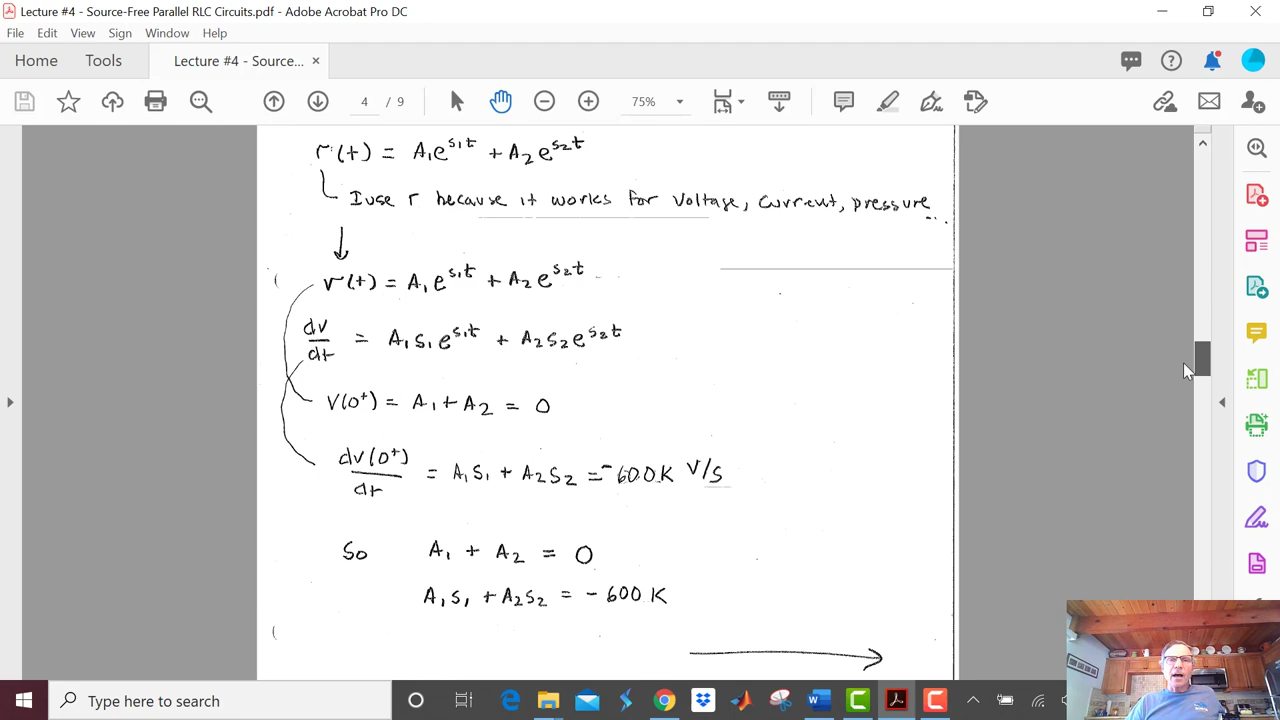 Lecture #4 - Source-Free Parallel RLC Circuits.pdf - Adobe Acrobat Pro DC
File Edit View Sign Window Help
Home Tools Lecture #4 - Source... ×
4 / 9 75%
r(t) = A₁e^s₁t + A₂e^s₂t
I use r because it works for voltage, current, pressure ...
v(t) = A₁e^s₁t + A₂e^s₂t
dv/dt = A₁s₁e^s₁t + A₂s₂e^s₂t
V(0⁺) = A₁ + A₂ = 0
dv(0⁺)/dt = A₁s₁ + A₂s₂ = -600K V/s
So A₁ + A₂ = 0
A₁s₁ + A₂s₂ = -600K
Type here to search